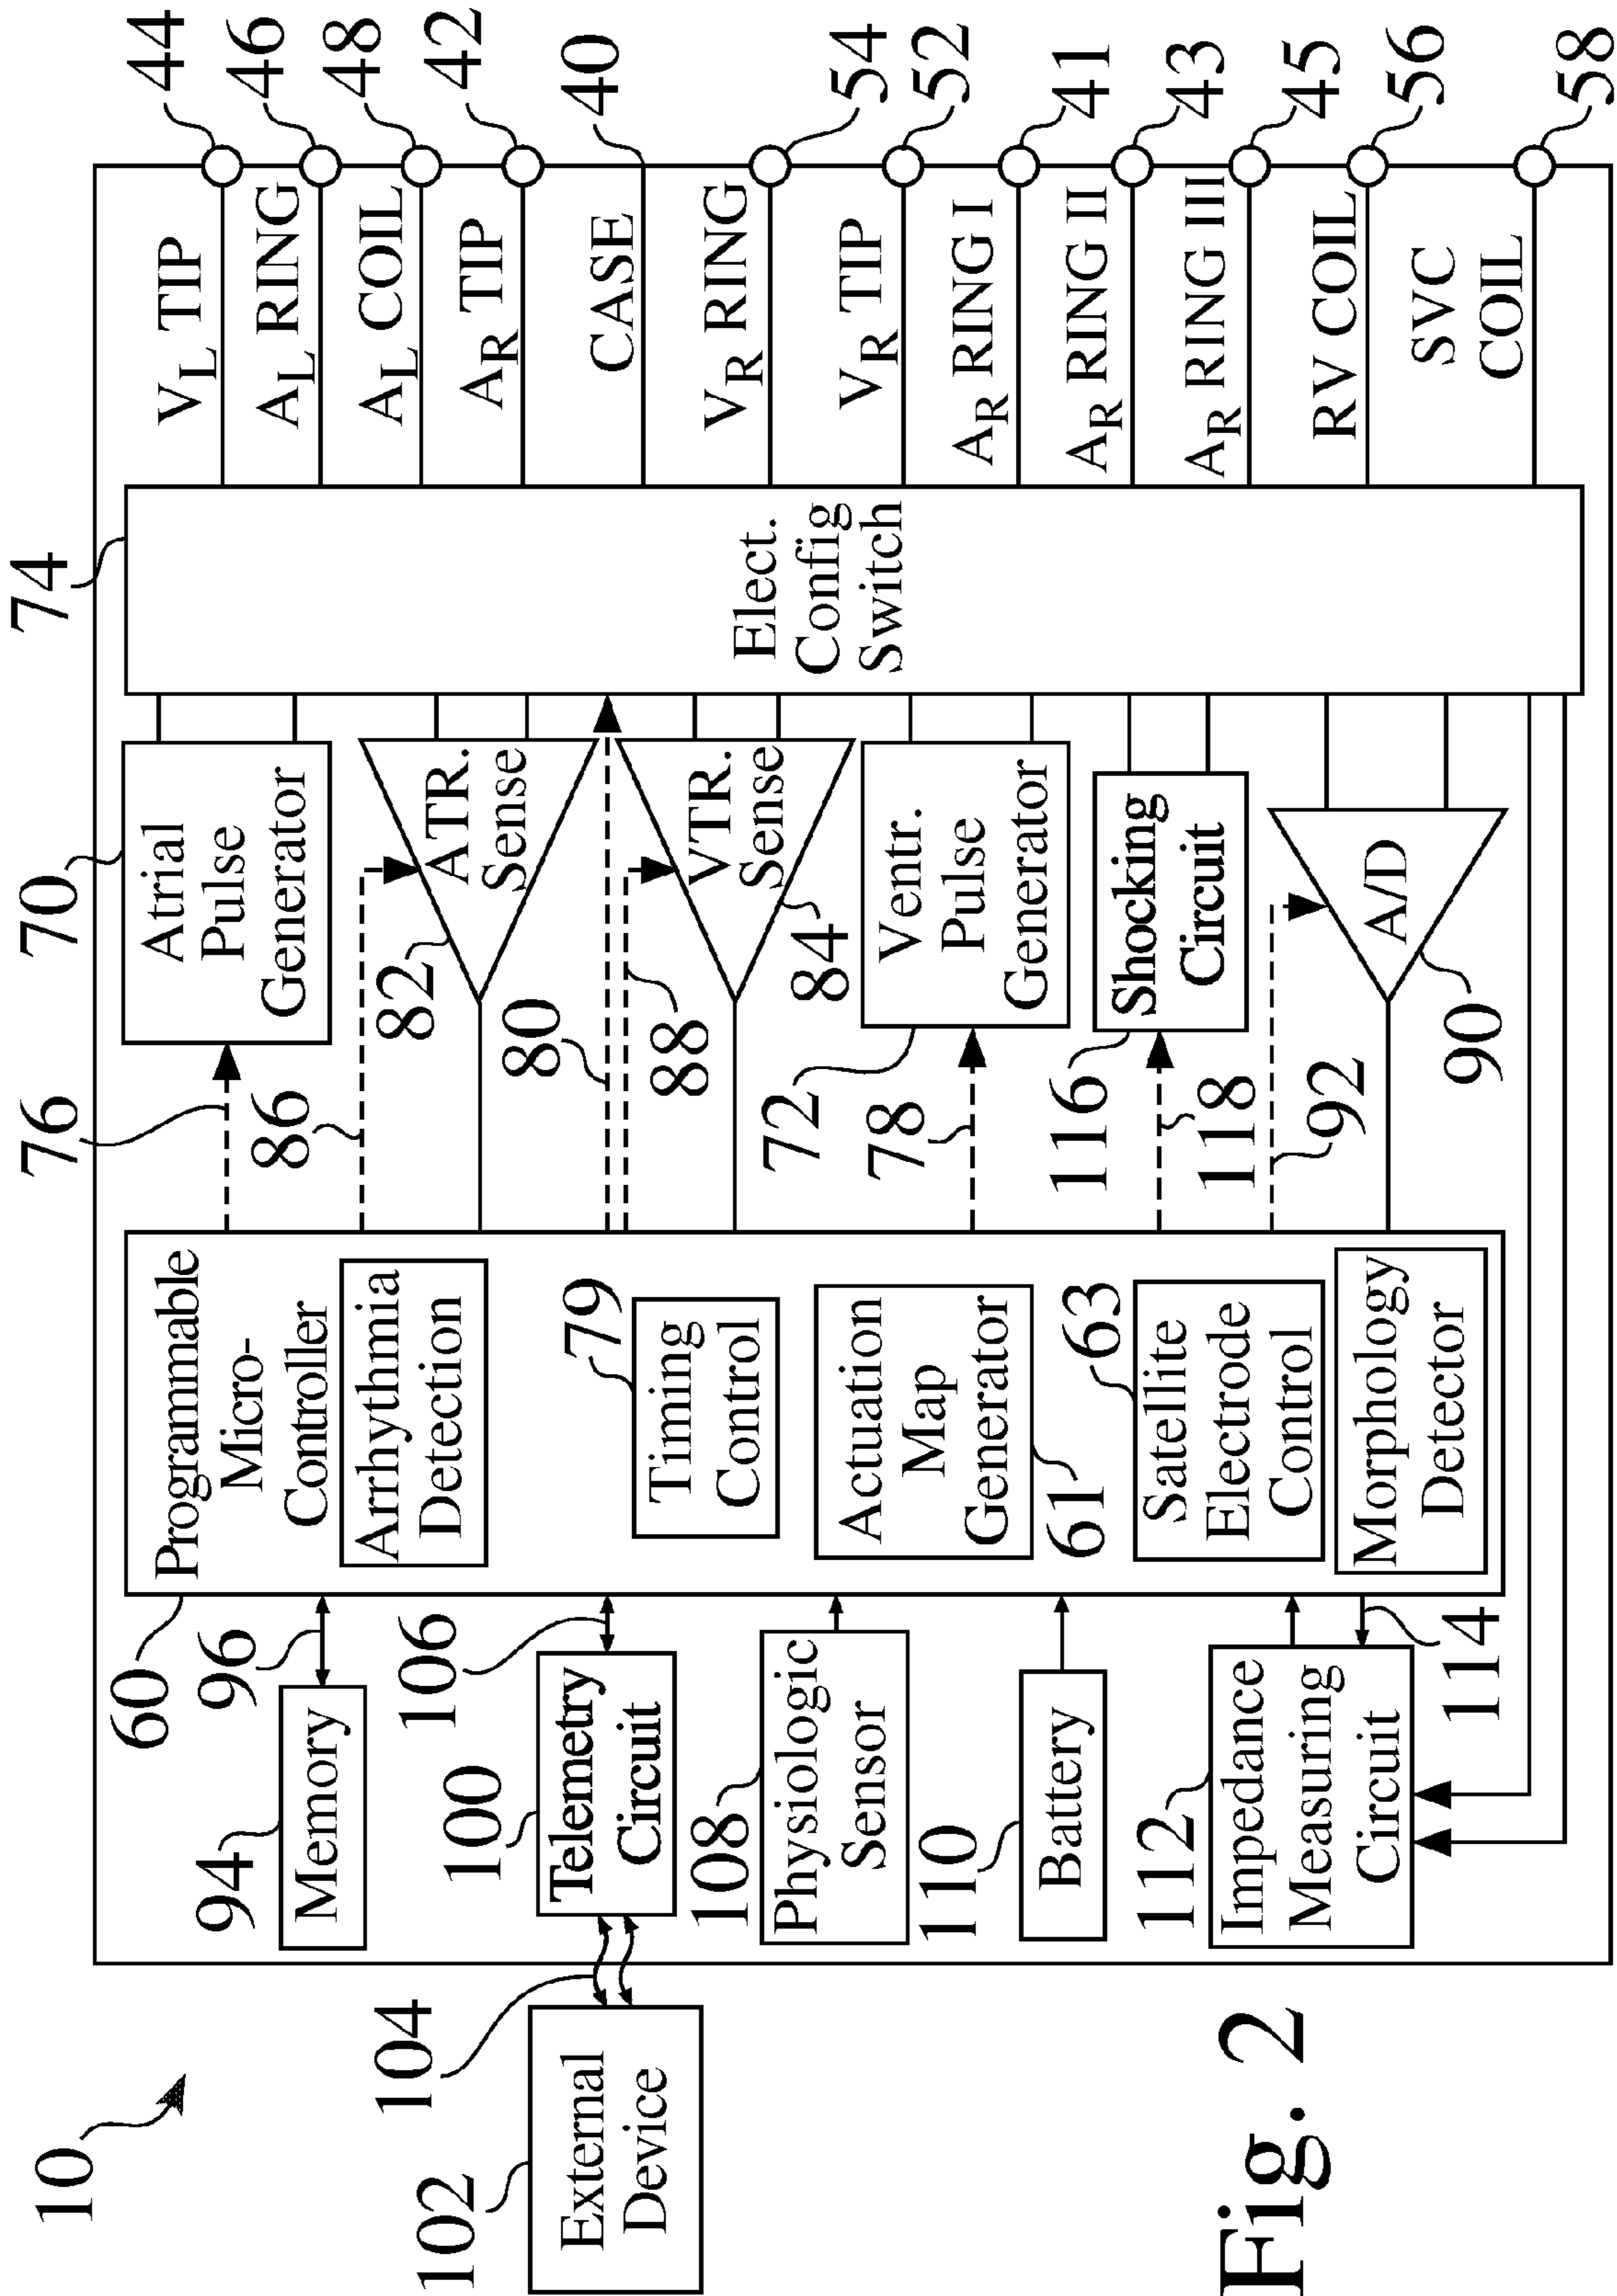 10
102
External
Device
104
94
Memory
60
96
100
Telemetry
Circuit
106
108
Physiologic
Sensor
110
Battery
112
Impedance
Measuring
Circuit
114
Programmable
Micro-
Controller
Arrhythmia
Detection
79
Timing
Control
Actuation
Map
Generator
61
63
Satellite
Electrode
Control
Morphology
Detector
76
86
70
Atrial
Pulse
Generator
82
ATR.
Sense
80
88
VTR.
Sense
84
72
78
Ventr.
Pulse
Generator
116
118
Shocking
Circuit
92
A/D
90
74
Elect.
Config
Switch
VL TIP
44
AL RING
46
AL COIL
48
AR TIP
42
CASE
40
VR RING
54
VR TIP
52
AR RING I
41
AR RING II
43
AR RING III
45
RV COIL
56
SVC
COIL
58
Fig. 2